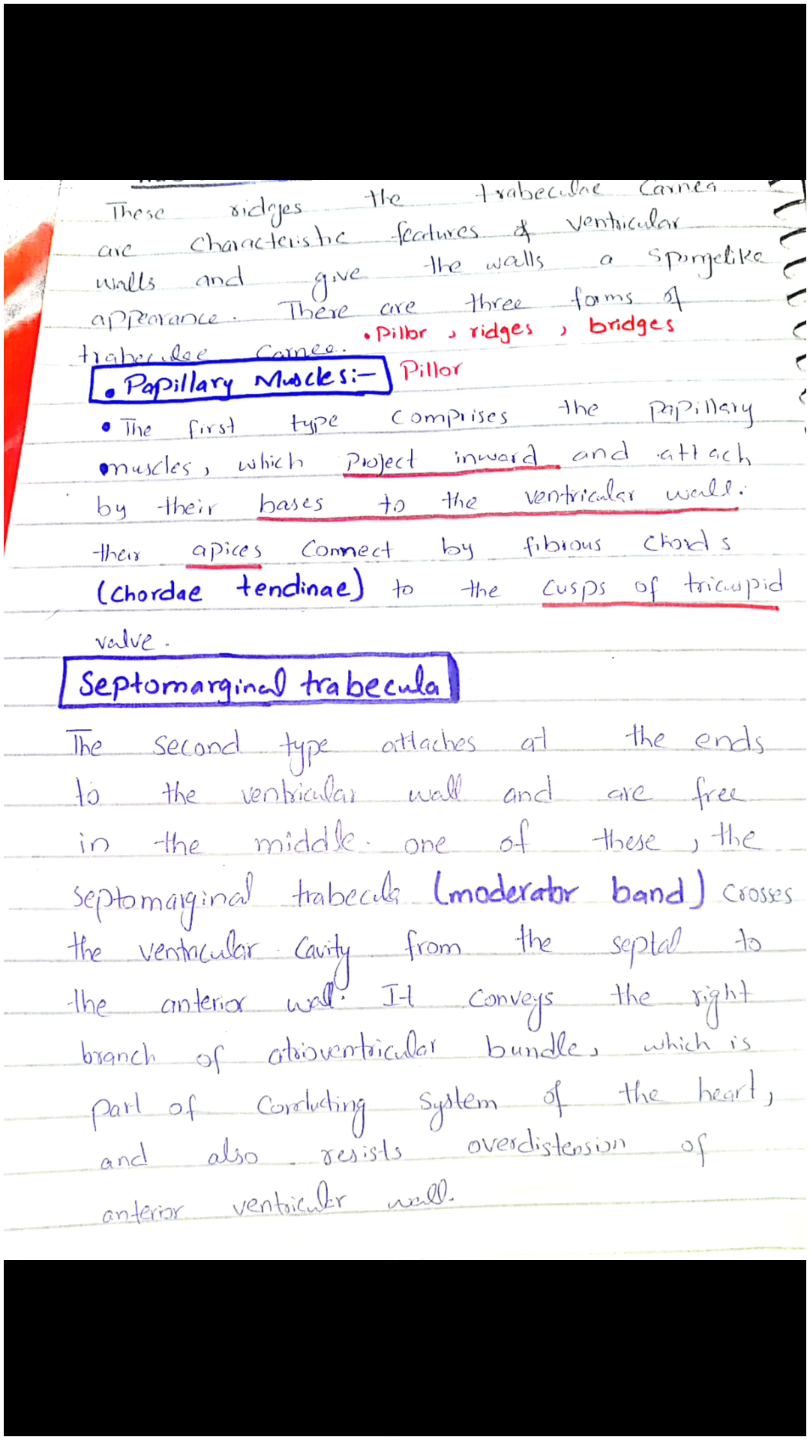 These ridges the trabeculae Carnea
are characteristic features of ventricular
walls and give the walls a spongelike
appearance. There are three forms of
• Pillor, ridges, bridges
trabeculae Carnea.
• Papillary Muscles:- Pillor
• The first type comprises the papillary
muscles, which project inward and attach
by their bases to the ventricular wall.
their apices connect by fibrous chords
(chordae tendinae) to the cusps of tricuspid
valve.
Septomarginal trabecula
The second type attaches at the ends
to the ventricular wall and are free
in the middle. one of these, the
septomarginal trabecula (moderator band) crosses
the ventricular cavity from the septal to
the anterior wall. It conveys the right
branch of atrioventricular bundle, which is
part of conducting system of the heart,
and also resists overdistension of
anterior ventricular wall.